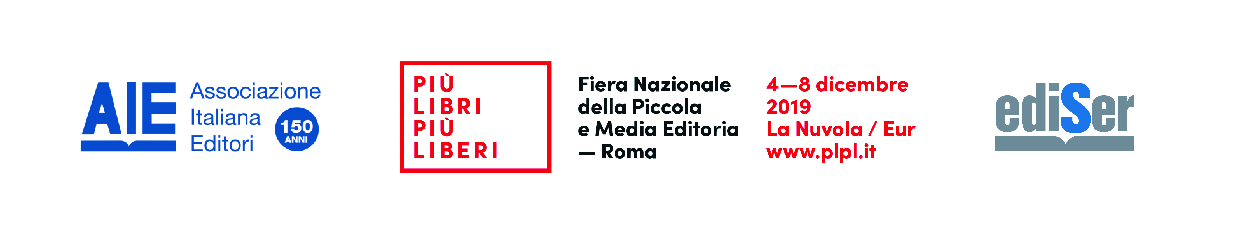 AIE
Associazione
Italiana
Editori
150
ANNI
PIÙ
LIBRI
PIÙ
LIBERI
Fiera Nazionale
della Piccola
e Media Editoria
— Roma
4—8 dicembre
2019
La Nuvola / Eur
www.plpl.it
ediSer